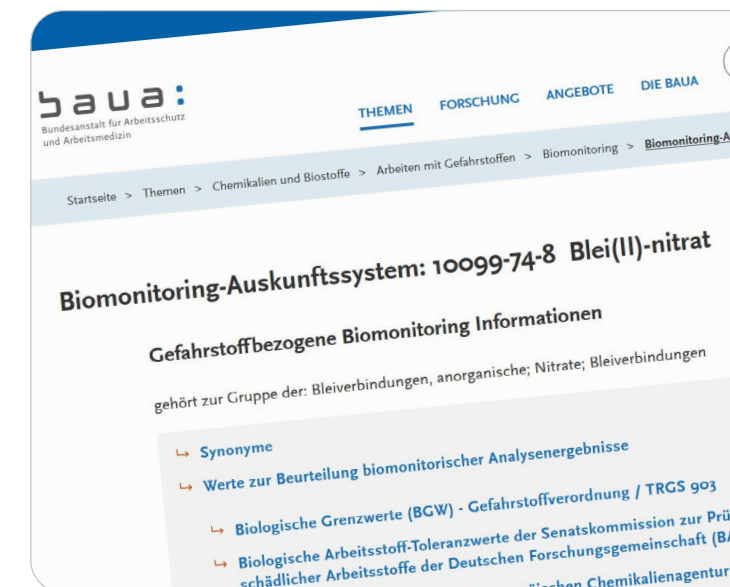 baua:
Bundesanstalt für Arbeitsschutz
und Arbeitsmedizin
THEMEN FORSCHUNG ANGEBOTE DIE BAUA
Startseite > Themen > Chemikalien und Biostoffe > Arbeiten mit Gefahrstoffen > Biomonitoring > Biomonitoring-A
Biomonitoring-Auskunftssystem: 10099-74-8 Blei(II)-nitrat
Gefahrstoffbezogene Biomonitoring Informationen
gehört zur Gruppe der: Bleiverbindungen, anorganische; Nitrate; Bleiverbindungen
↪ Synonyme
↪ Werte zur Beurteilung biomonitorischer Analysenergebnisse
↪ Biologische Grenzwerte (BGW) - Gefahrstoffverordnung / TRGS 903
↪ Biologische Arbeitsstoff-Toleranzwerte der Senatskommission zur Prü
schädlicher Arbeitsstoffe der Deutschen Forschungsgemeinschaft (BA
Chemikalienagentur